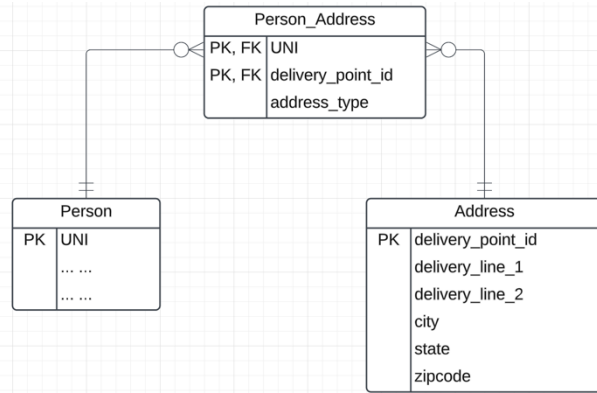 Person_Address
PK, FK UNI
PK, FK delivery_point_id
address_type
Person
PK UNI
... ...
... ...
Address
PK delivery_point_id
delivery_line_1
delivery_line_2
city
state
zipcode